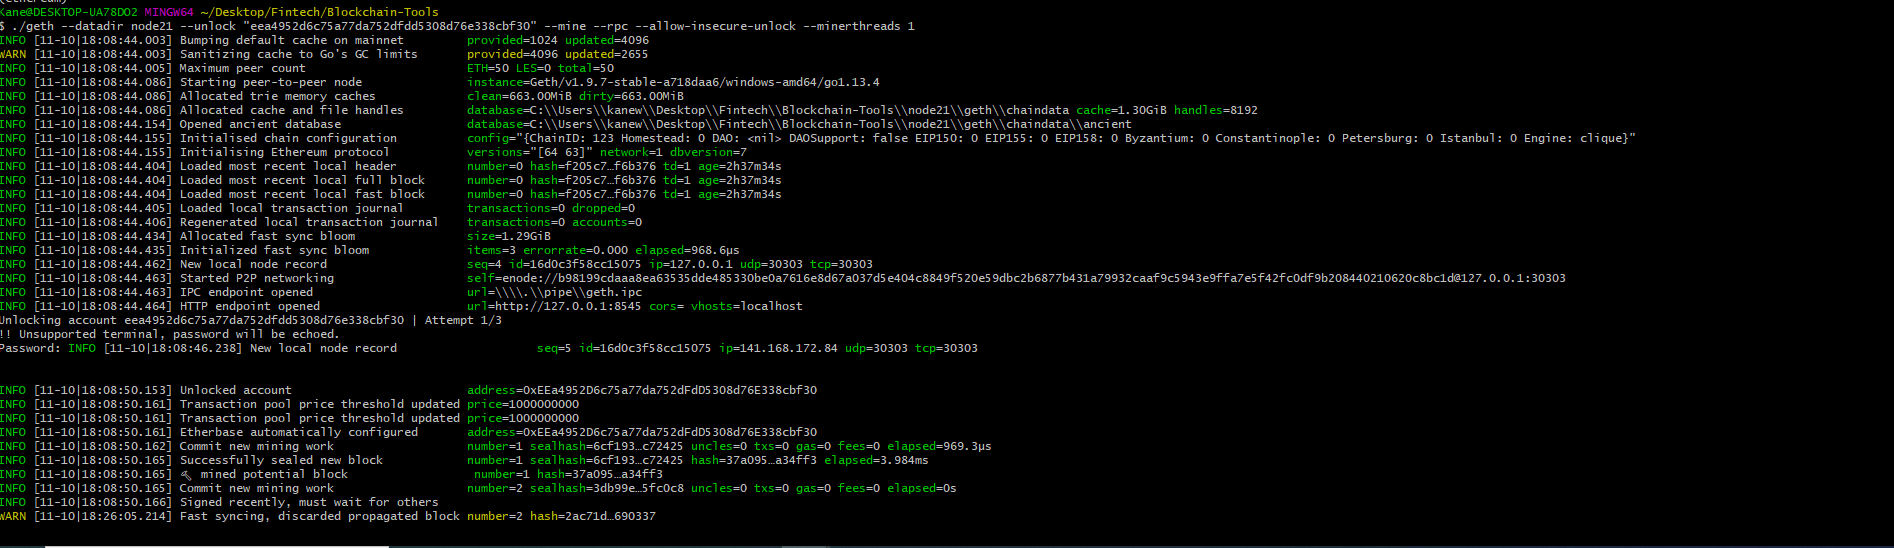 Kane@DESKTOP-UA78DO2 MINGW64 ~/Desktop/Fintech/Blockchain-Tools
$ ./geth --datadir node21 --unlock "eea4952d6c75a77da752dfdd5308d76e338cbf30" --mine --rpc --allow-insecure-unlock --minerthreads 1
INFO [11-10|18:08:44.003] Bumping default cache on mainnet provided=1024 updated=4096
WARN [11-10|18:08:44.003] Sanitizing cache to Go's GC limits provided=4096 updated=2655
INFO [11-10|18:08:44.005] Maximum peer count ETH=50 LES=0 total=50
INFO [11-10|18:08:44.086] Starting peer-to-peer node instance=Geth/v1.9.7-stable-a718daa6/windows-amd64/go1.13.4
INFO [11-10|18:08:44.086] Allocated trie memory caches clean=663.00MiB dirty=663.00MiB
INFO [11-10|18:08:44.086] Allocated cache and file handles database=C:\\Users\\kanew\\Desktop\\Fintech\\Blockchain-Tools\\node21\\geth\\chaindata cache=1.30GiB handles=8192
INFO [11-10|18:08:44.154] Opened ancient database database=C:\\Users\\kanew\\Desktop\\Fintech\\Blockchain-Tools\\node21\\geth\\chaindata\\ancient
INFO [11-10|18:08:44.155] Initialised chain configuration config="{ChainID: 123 Homestead: 0 DAO: <nil> DAOSupport: false EIP150: 0 EIP155: 0 EIP158: 0 Byzantium: 0 Constantinople: 0 Petersburg: 0 Istanbul: 0 Engine: clique}"
INFO [11-10|18:08:44.155] Initialising Ethereum protocol versions="[64 63]" network=1 dbversion=7
INFO [11-10|18:08:44.404] Loaded most recent local header number=0 hash=f205c7…f6b376 td=1 age=2h37m34s
INFO [11-10|18:08:44.404] Loaded most recent local full block number=0 hash=f205c7…f6b376 td=1 age=2h37m34s
INFO [11-10|18:08:44.404] Loaded most recent local fast block number=0 hash=f205c7…f6b376 td=1 age=2h37m34s
INFO [11-10|18:08:44.405] Loaded local transaction journal transactions=0 dropped=0
INFO [11-10|18:08:44.406] Regenerated local transaction journal transactions=0 accounts=0
INFO [11-10|18:08:44.434] Allocated fast sync bloom size=1.29GiB
INFO [11-10|18:08:44.435] Initialized fast sync bloom items=3 errorrate=0.000 elapsed=968.6µs
INFO [11-10|18:08:44.462] New local node record seq=4 id=16d0c3f58cc15075 ip=127.0.0.1 udp=30303 tcp=30303
INFO [11-10|18:08:44.463] Started P2P networking self=enode://b98199cdaaa8ea63535dde485330be0a7616e8d67a037d5e404c8849f520e59dbc2b6877b431a79932caaf9c5943e9ffa7e5f42fc0df9b208440210620c8bc1d@127.0.0.1:30303
INFO [11-10|18:08:44.463] IPC endpoint opened url=\\\\.\\pipe\\geth.ipc
INFO [11-10|18:08:44.464] HTTP endpoint opened url=http://127.0.0.1:8545 cors= vhosts=localhost
Unlocking account eea4952d6c75a77da752dfdd5308d76e338cbf30 | Attempt 1/3
!! Unsupported terminal, password will be echoed.
Password: INFO [11-10|18:08:46.238] New local node record seq=5 id=16d0c3f58cc15075 ip=141.168.172.84 udp=30303 tcp=30303
INFO [11-10|18:08:50.153] Unlocked account address=0xEEa4952D6c75a77da752dFdD5308d76E338cbf30
INFO [11-10|18:08:50.161] Transaction pool price threshold updated price=1000000000
INFO [11-10|18:08:50.161] Transaction pool price threshold updated price=1000000000
INFO [11-10|18:08:50.161] Etherbase automatically configured address=0xEEa4952D6c75a77da752dFdD5308d76E338cbf30
INFO [11-10|18:08:50.162] Commit new mining work number=1 sealhash=6cf193…c72425 uncles=0 txs=0 gas=0 fees=0 elapsed=969.3µs
INFO [11-10|18:08:50.165] Successfully sealed new block number=1 sealhash=6cf193…c72425 hash=37a095…a34ff3 elapsed=3.984ms
INFO [11-10|18:08:50.165] 🔨 mined potential block number=1 hash=37a095…a34ff3
INFO [11-10|18:08:50.165] Commit new mining work number=2 sealhash=3db99e…5fc0c8 uncles=0 txs=0 gas=0 fees=0 elapsed=0s
INFO [11-10|18:08:50.166] Signed recently, must wait for others
WARN [11-10|18:26:05.214] Fast syncing, discarded propagated block number=2 hash=2ac71d…690337